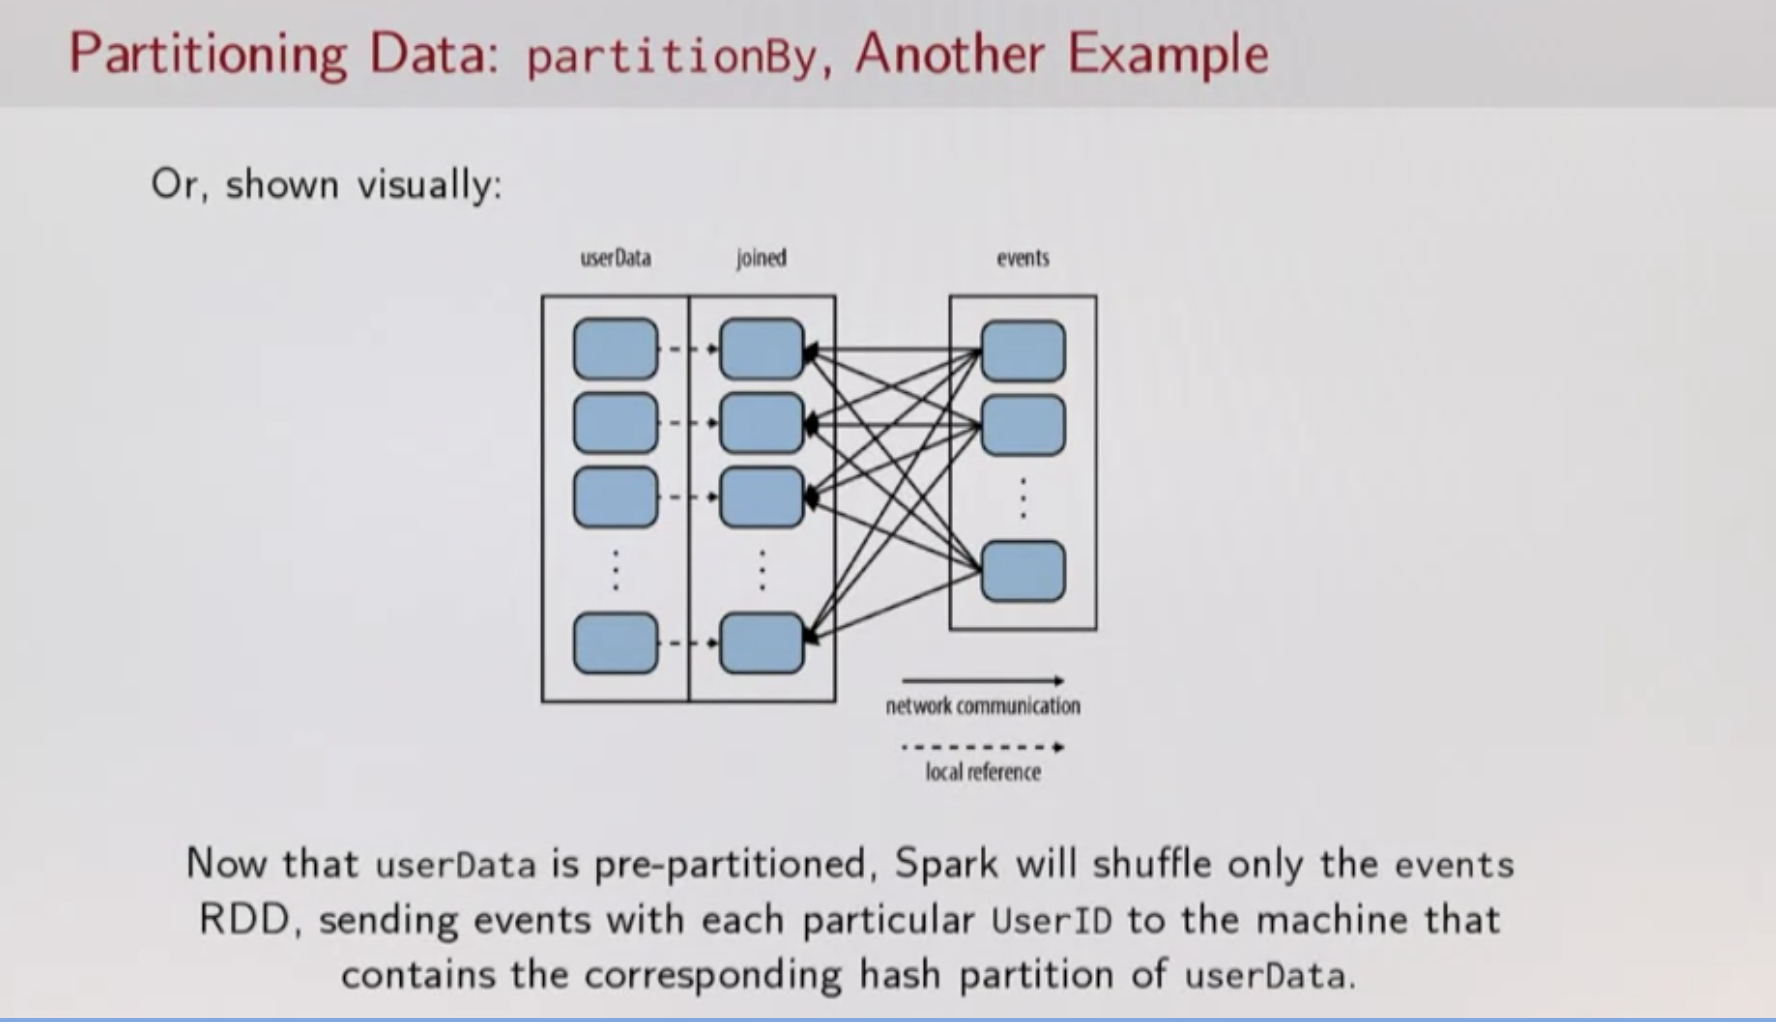 Partitioning Data: partitionBy, Another Example
Or, shown visually:
userData joined events
network communication
local reference
Now that userData is pre-partitioned, Spark will shuffle only the events
RDD, sending events with each particular UserID to the machine that
contains the corresponding hash partition of userData.